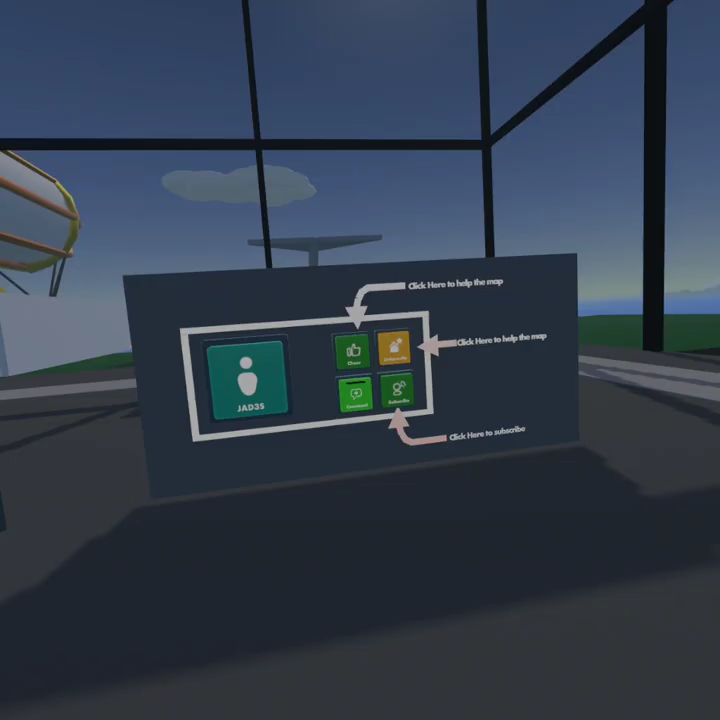 Click Here to help the map
Click Here to help the map
Cheer
JAD3S
Comment
Subscribe
Click Here to subscribe